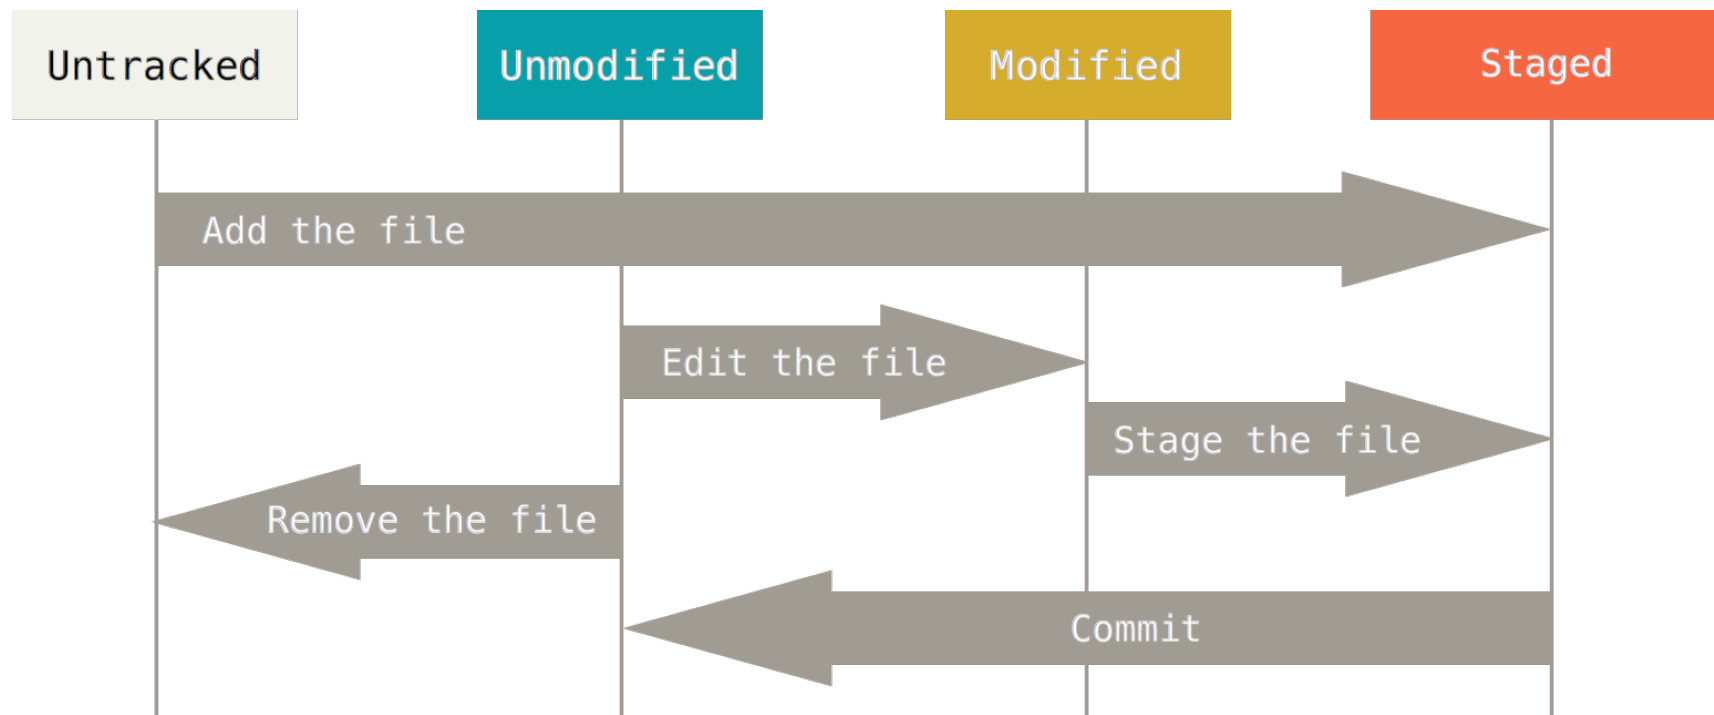 Untracked
Unmodified
Modified
Staged
Add the file
Edit the file
Stage the file
Remove the file
Commit